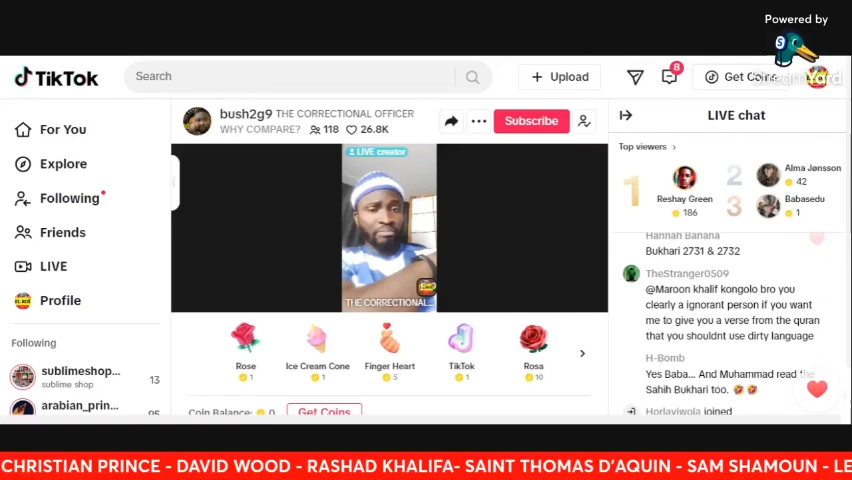 Powered by
StreamYard
TikTok
Search
Upload
8
Get Coins
For You
Explore
Following
Friends
LIVE
Profile
Following
sublimeshop...
sublime shop
13
arabian_prin...
95
bush2g9 THE CORRECTIONAL OFFICER
WHY COMPARE? 118 26.8K
Subscribe
LIVE creator
THE CORRECTIONAL...
Rose
1
Ice Cream Cone
1
Finger Heart
5
TikTok
1
Rosa
10
Coin Balance: 0 Get Coins
LIVE chat
Top viewers
1
Reshay Green
186
2
Alma Jønsson
42
3
Babasedu
1
Hannah Banana
Bukhari 2731 & 2732
TheStranger0509
@Maroon khalif kongolo bro you
clearly a ignorant person if you want
me to give you a verse from the quran
that you shouldnt use dirty language
H-Bomb
Yes Baba... And Muhammad read the
Sahih Bukhari too.
Horlayiwola joined
CHRISTIAN PRINCE - DAVID WOOD - RASHAD KHALIFA- SAINT THOMAS D'AQUIN - SAM SHAMOUN - LE